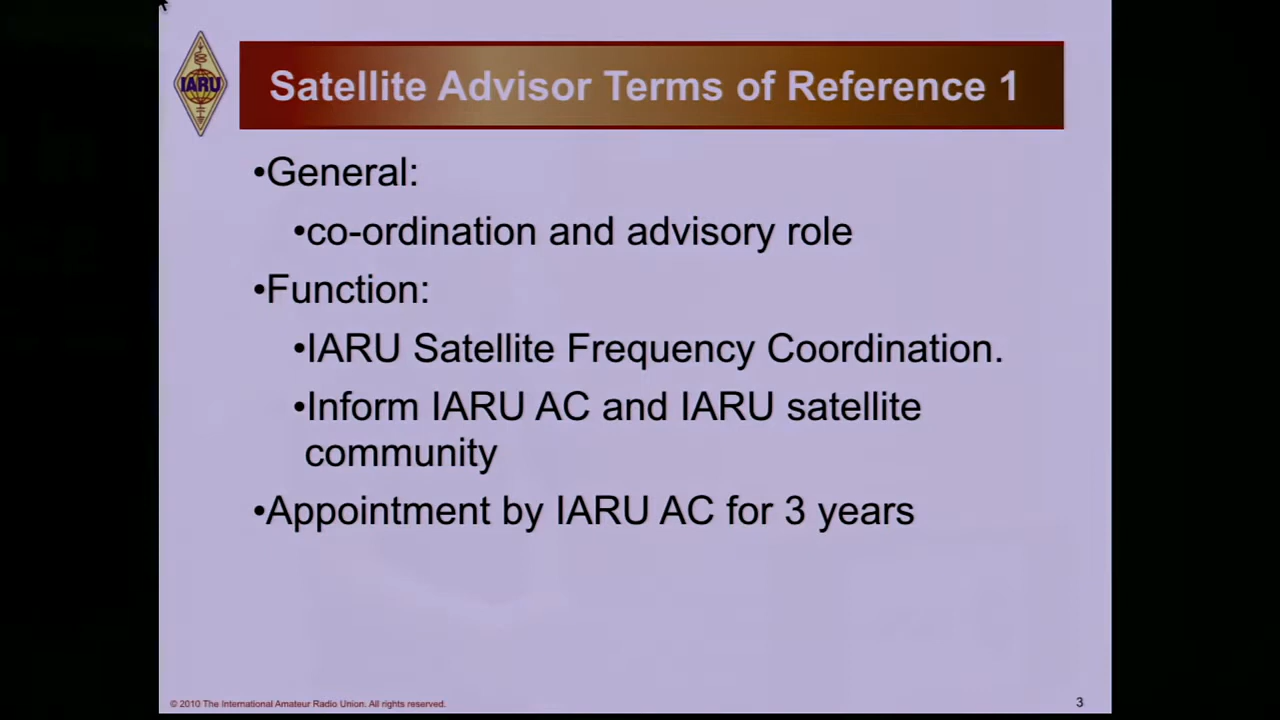 IARU
Satellite Advisor Terms of Reference 1
•General:
•co-ordination and advisory role
•Function:
•IARU Satellite Frequency Coordination.
•Inform IARU AC and IARU satellite
community
•Appointment by IARU AC for 3 years
© 2010 The International Amateur Radio Union. All rights reserved.
3